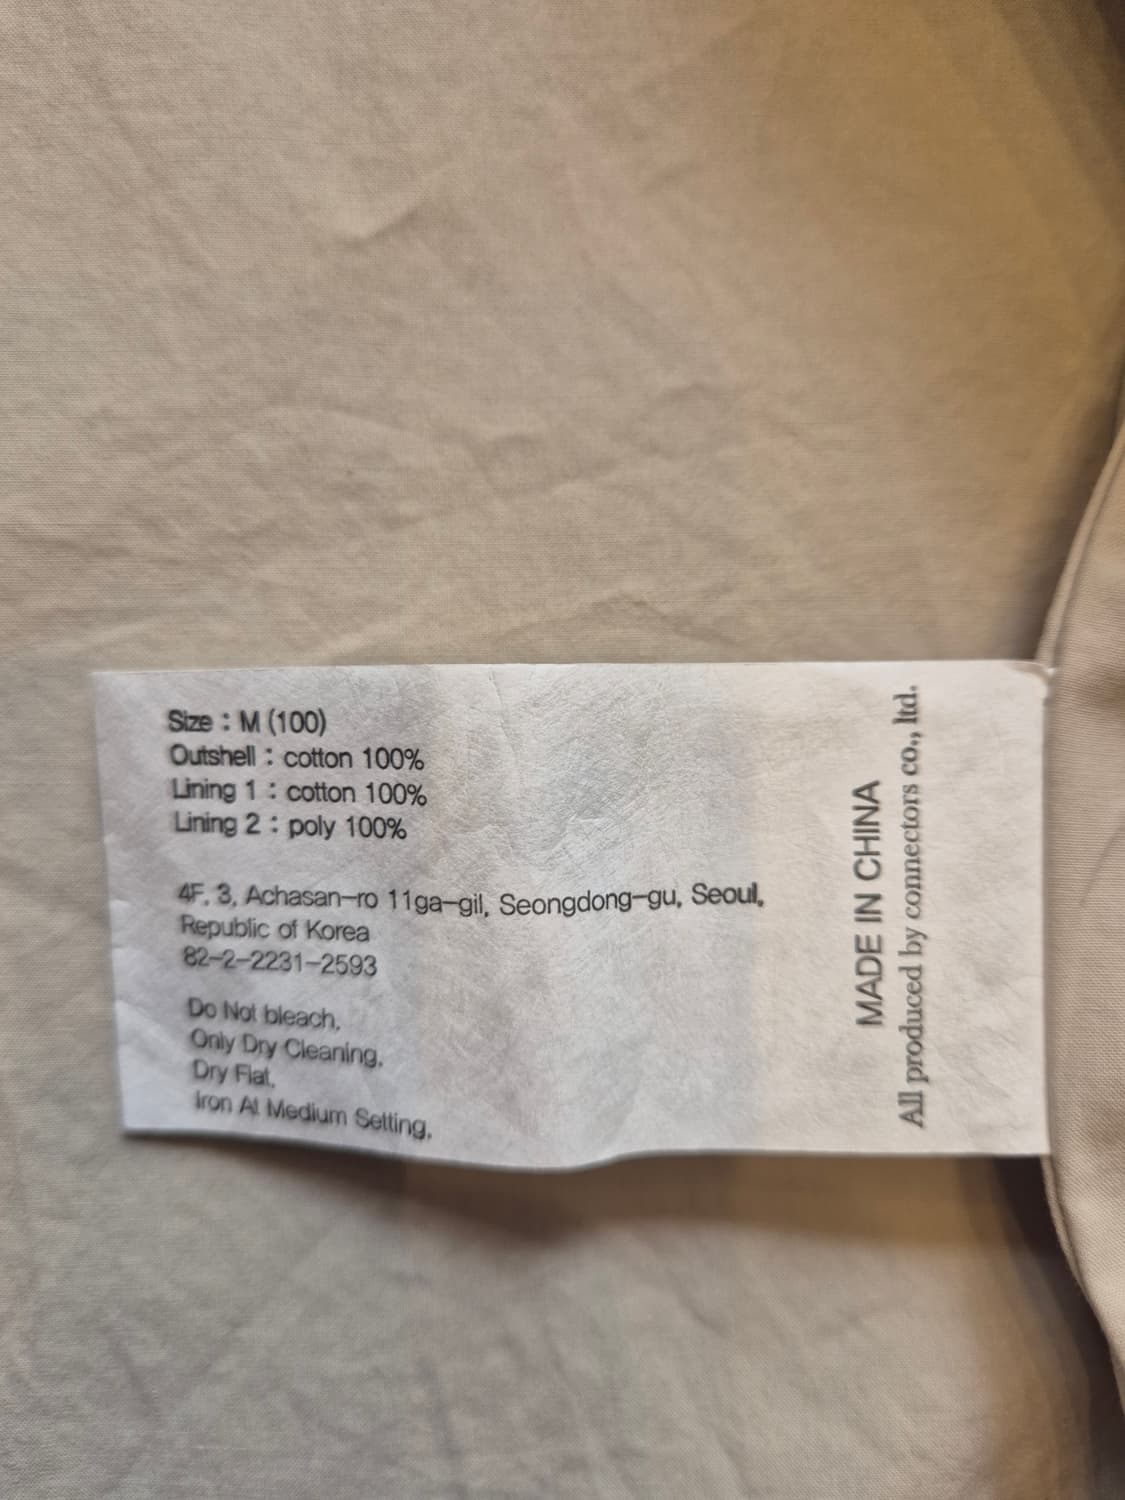 Size : M (100)
Outshell : cotton 100%
Lining 1 : cotton 100%
Lining 2 : poly 100%
4F, 3, Achasan-ro 11ga-gil, Seongdong-gu, Seoul,
Republic of Korea
82-2-2231-2593
Do Not bleach,
Only Dry Cleaning,
Dry Flat,
Iron At Medium Setting,
MADE IN CHINA
All produced by connectors co., ltd.